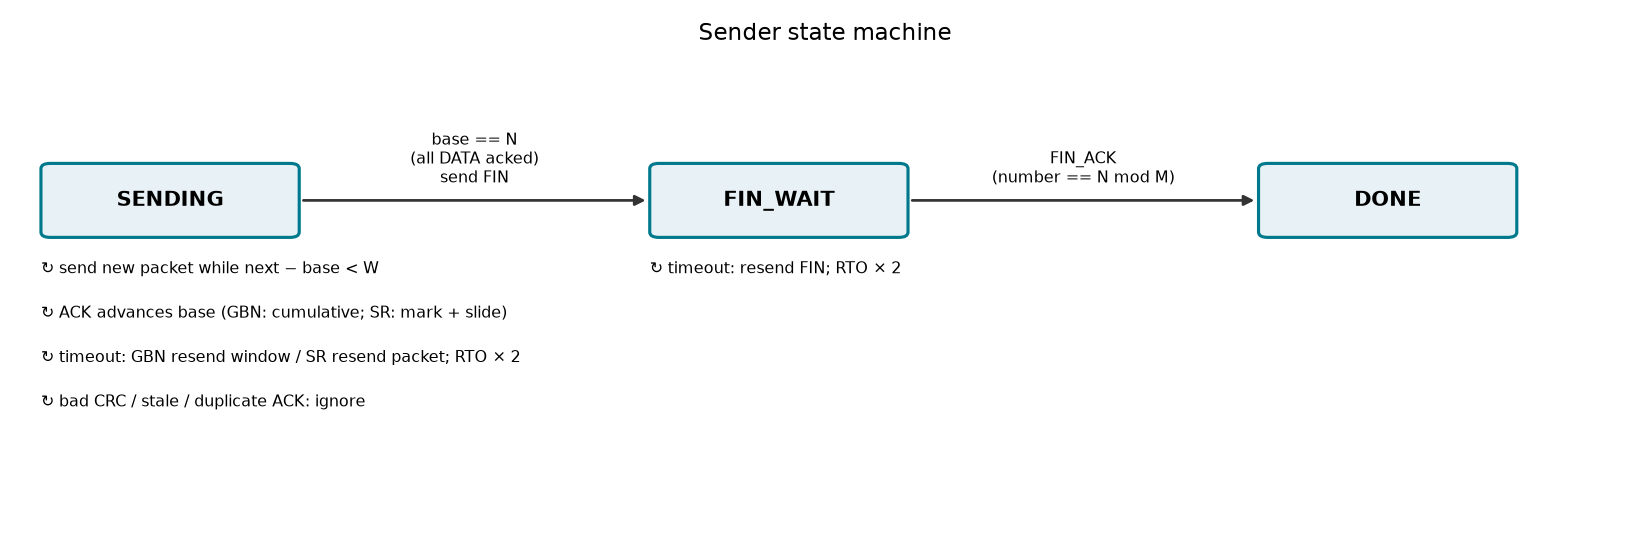 Sender state machine
base == N
(all DATA acked)
send FIN
FIN_ACK
(number == N mod M)
SENDING
FIN_WAIT
DONE
↻ send new packet while next − base < W
↻ timeout: resend FIN; RTO × 2
↻ ACK advances base (GBN: cumulative; SR: mark + slide)
↻ timeout: GBN resend window / SR resend packet; RTO × 2
↻ bad CRC / stale / duplicate ACK: ignore